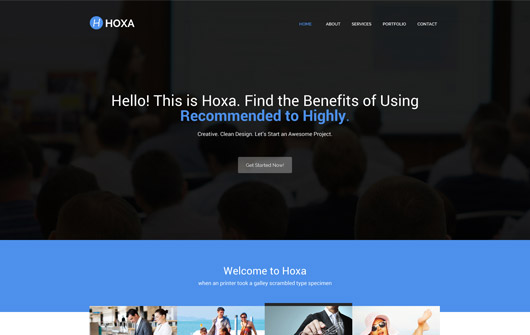 HOXA
HOME ABOUT SERVICES PORTFOLIO CONTACT
Hello! This is Hoxa. Find the Benefits of Using
Recommended to Highly.
Creative. Clean Design. Let's Start an Awesome Project.
Get Started Now!
Welcome to Hoxa
when an printer took a galley scrambled type specimen